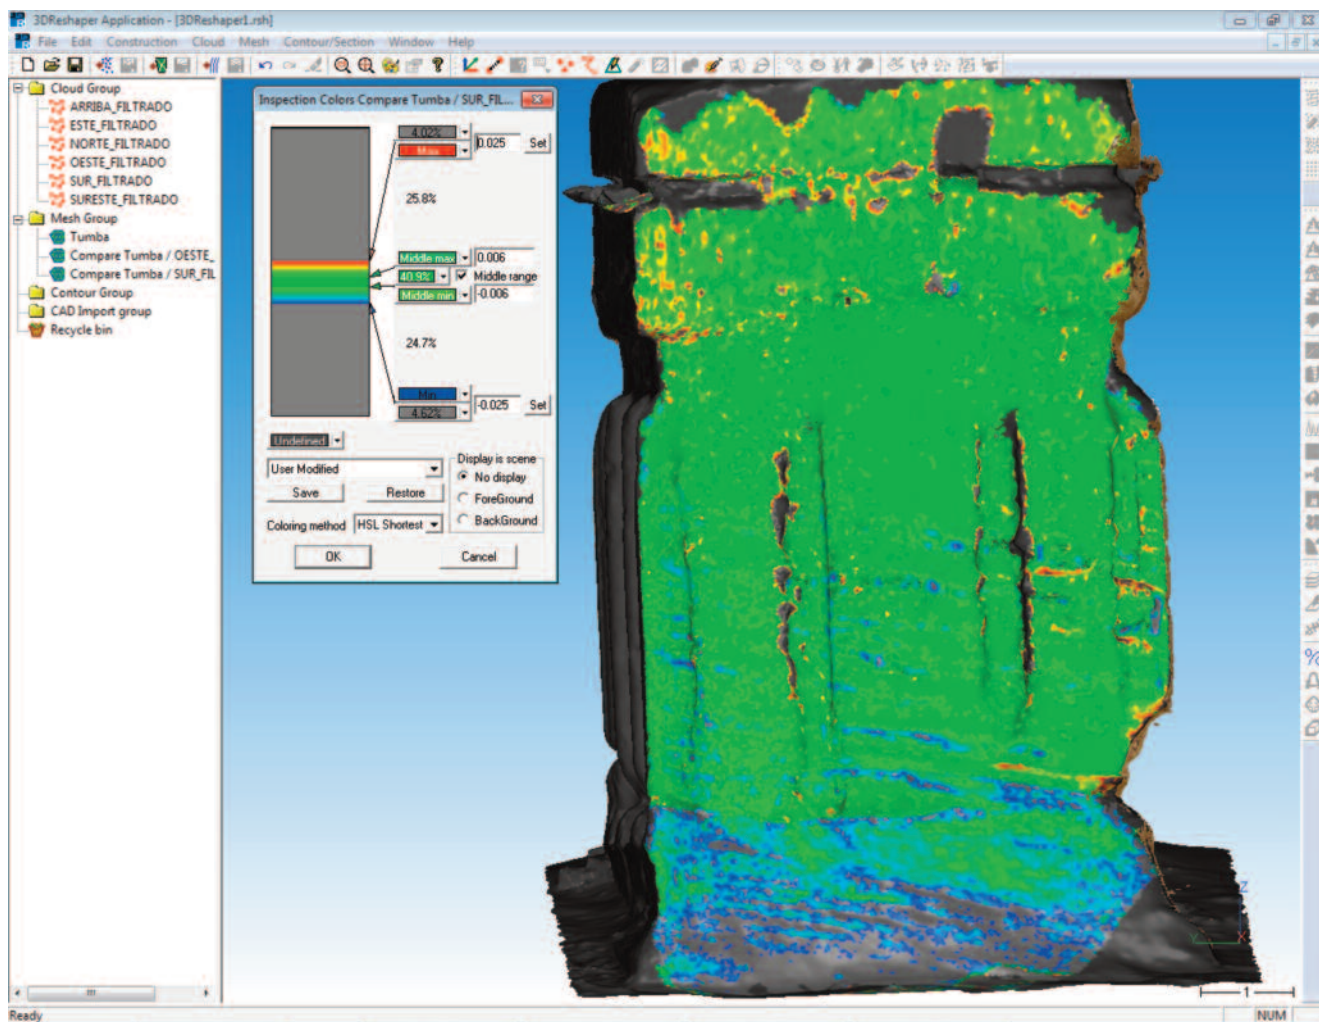 3DReshaper Application - [3DReshaper1.rsh]
File Edit Construction Cloud Mesh Contour/Section Window Help
Cloud Group
ARRIBA_FILTRADO
ESTE_FILTRADO
NORTE_FILTRADO
OESTE_FILTRADO
SUR_FILTRADO
SURESTE_FILTRADO
Mesh Group
Tumba
Compare Tumba / OESTE_
Compare Tumba / SUR_FIL
Contour Group
CAD Import group
Recycle bin
Inspection Colors Compare Tumba / SUR_FIL...
4.02%
Max
0.025
Set
25.8%
Middle max
0.006
40.9%
Middle range
Middle min
-0.006
24.7%
Min
4.62%
-0.025
Set
Undefined
User Modified
Display is scene
No display
Save
Restore
ForeGround
Coloring method
HSL Shortest
BackGround
OK
Cancel
Z
Y
X
1
Ready
NUM